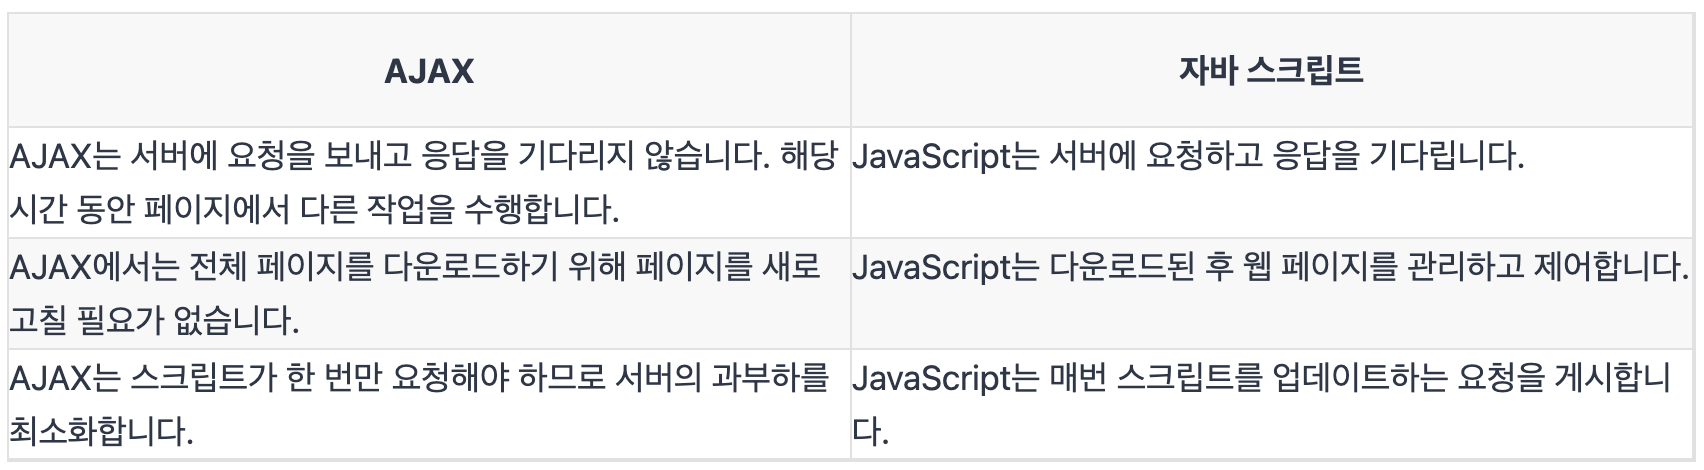 AJAX
자바 스크립트
AJAX는 서버에 요청을 보내고 응답을 기다리지 않습니다. 해당
시간 동안 페이지에서 다른 작업을 수행합니다.
JavaScript는 서버에 요청하고 응답을 기다립니다.
AJAX에서는 전체 페이지를 다운로드하기 위해 페이지를 새로
고칠 필요가 없습니다.
JavaScript는 다운로드된 후 웹 페이지를 관리하고 제어합니다.
AJAX는 스크립트가 한 번만 요청해야 하므로 서버의 과부하를
최소화합니다.
JavaScript는 매번 스크립트를 업데이트하는 요청을 게시합니
다.